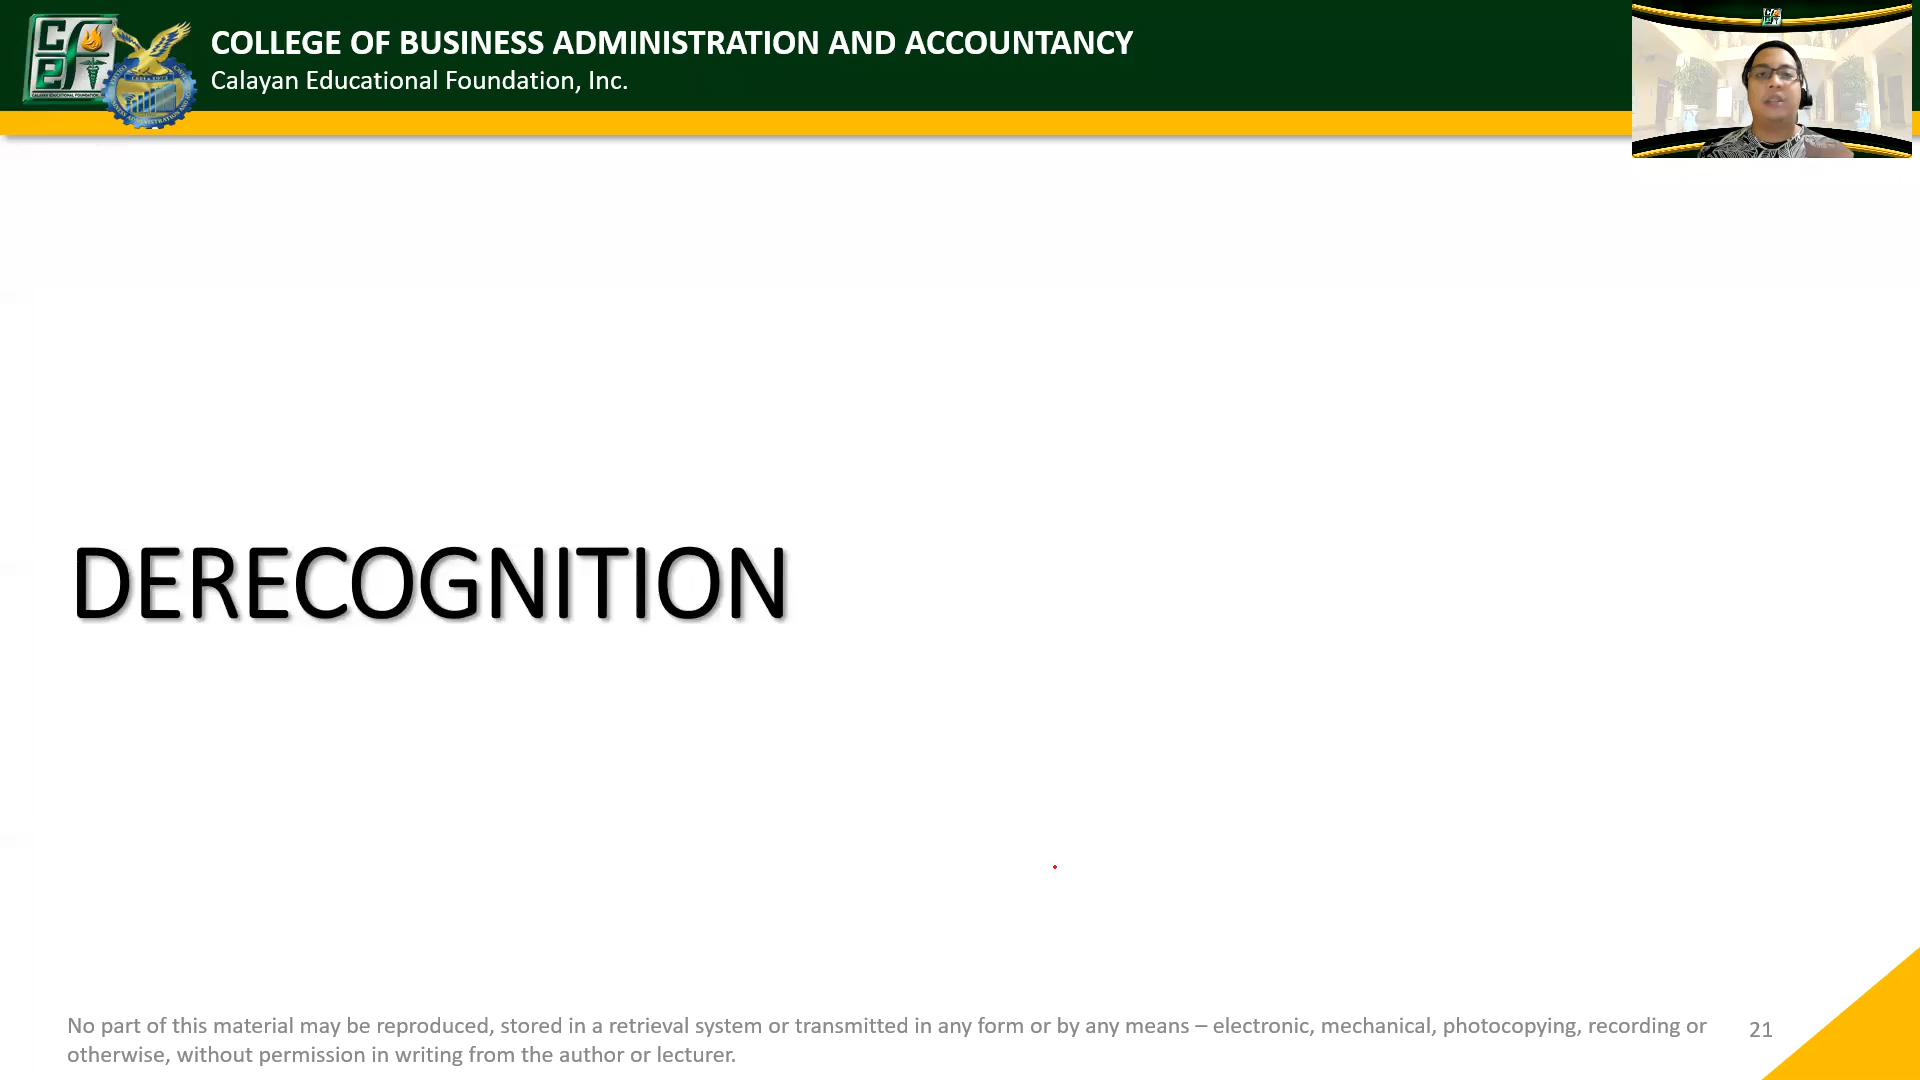 COLLEGE OF BUSINESS ADMINISTRATION AND ACCOUNTANCY
Calayan Educational Foundation, Inc.
DERECOGNITION
No part of this material may be reproduced, stored in a retrieval system or transmitted in any form or by any means – electronic, mechanical, photocopying, recording or
otherwise, without permission in writing from the author or lecturer.
21